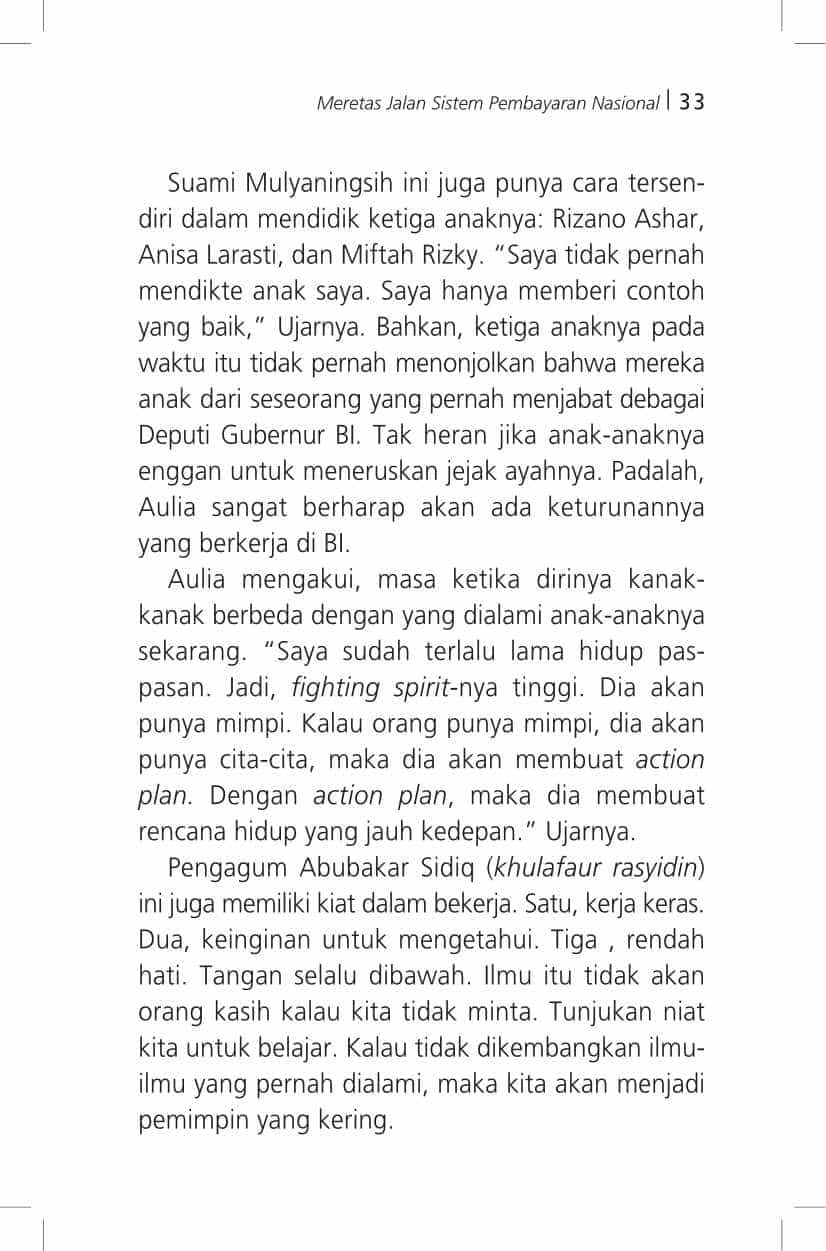 Meretas Jalan Sistem Pembayaran Nasional | 33
Suami Mulyaningsih ini juga punya cara tersen-
diri dalam mendidik ketiga anaknya: Rizano Ashar,
Anisa Larasti, dan Miftah Rizky. “Saya tidak pernah
mendikte anak saya. Saya hanya memberi contoh
yang baik,” Ujarnya. Bahkan, ketiga anaknya pada
waktu itu tidak pernah menonjolkan bahwa mereka
anak dari seseorang yang pernah menjabat debagai
Deputi Gubernur BI. Tak heran jika anak-anaknya
enggan untuk meneruskan jejak ayahnya. Padalah,
Aulia sangat berharap akan ada keturunannya
yang berkerja di BI.
Aulia mengakui, masa ketika dirinya kanak-
kanak berbeda dengan yang dialami anak-anaknya
sekarang. “Saya sudah terlalu lama hidup pas-
pasan. Jadi, fighting spirit-nya tinggi. Dia akan
punya mimpi. Kalau orang punya mimpi, dia akan
punya cita-cita, maka dia akan membuat action
plan. Dengan action plan, maka dia membuat
rencana hidup yang jauh kedepan.” Ujarnya.
Pengagum Abubakar Sidiq (khulafaur rasyidin)
ini juga memiliki kiat dalam bekerja. Satu, kerja keras.
Dua, keinginan untuk mengetahui. Tiga , rendah
hati. Tangan selalu dibawah. Ilmu itu tidak akan
orang kasih kalau kita tidak minta. Tunjukan niat
kita untuk belajar. Kalau tidak dikembangkan ilmu-
ilmu yang pernah dialami, maka kita akan menjadi
pemimpin yang kering.